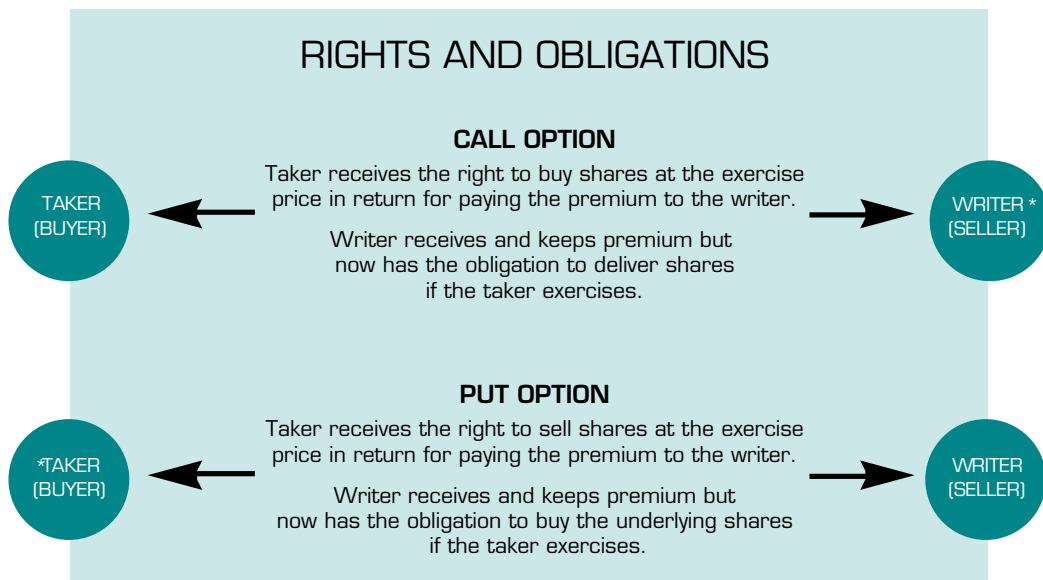 RIGHTS AND OBLIGATIONS
CALL OPTION
Taker receives the right to buy shares at the exercise
price in return for paying the premium to the writer.
Writer receives and keeps premium but
now has the obligation to deliver shares
if the taker exercises.
TAKER
(BUYER)
WRITER *
(SELLER)
PUT OPTION
Taker receives the right to sell shares at the exercise
price in return for paying the premium to the writer.
Writer receives and keeps premium but
now has the obligation to buy the underlying shares
if the taker exercises.
*TAKER
(BUYER)
WRITER
(SELLER)